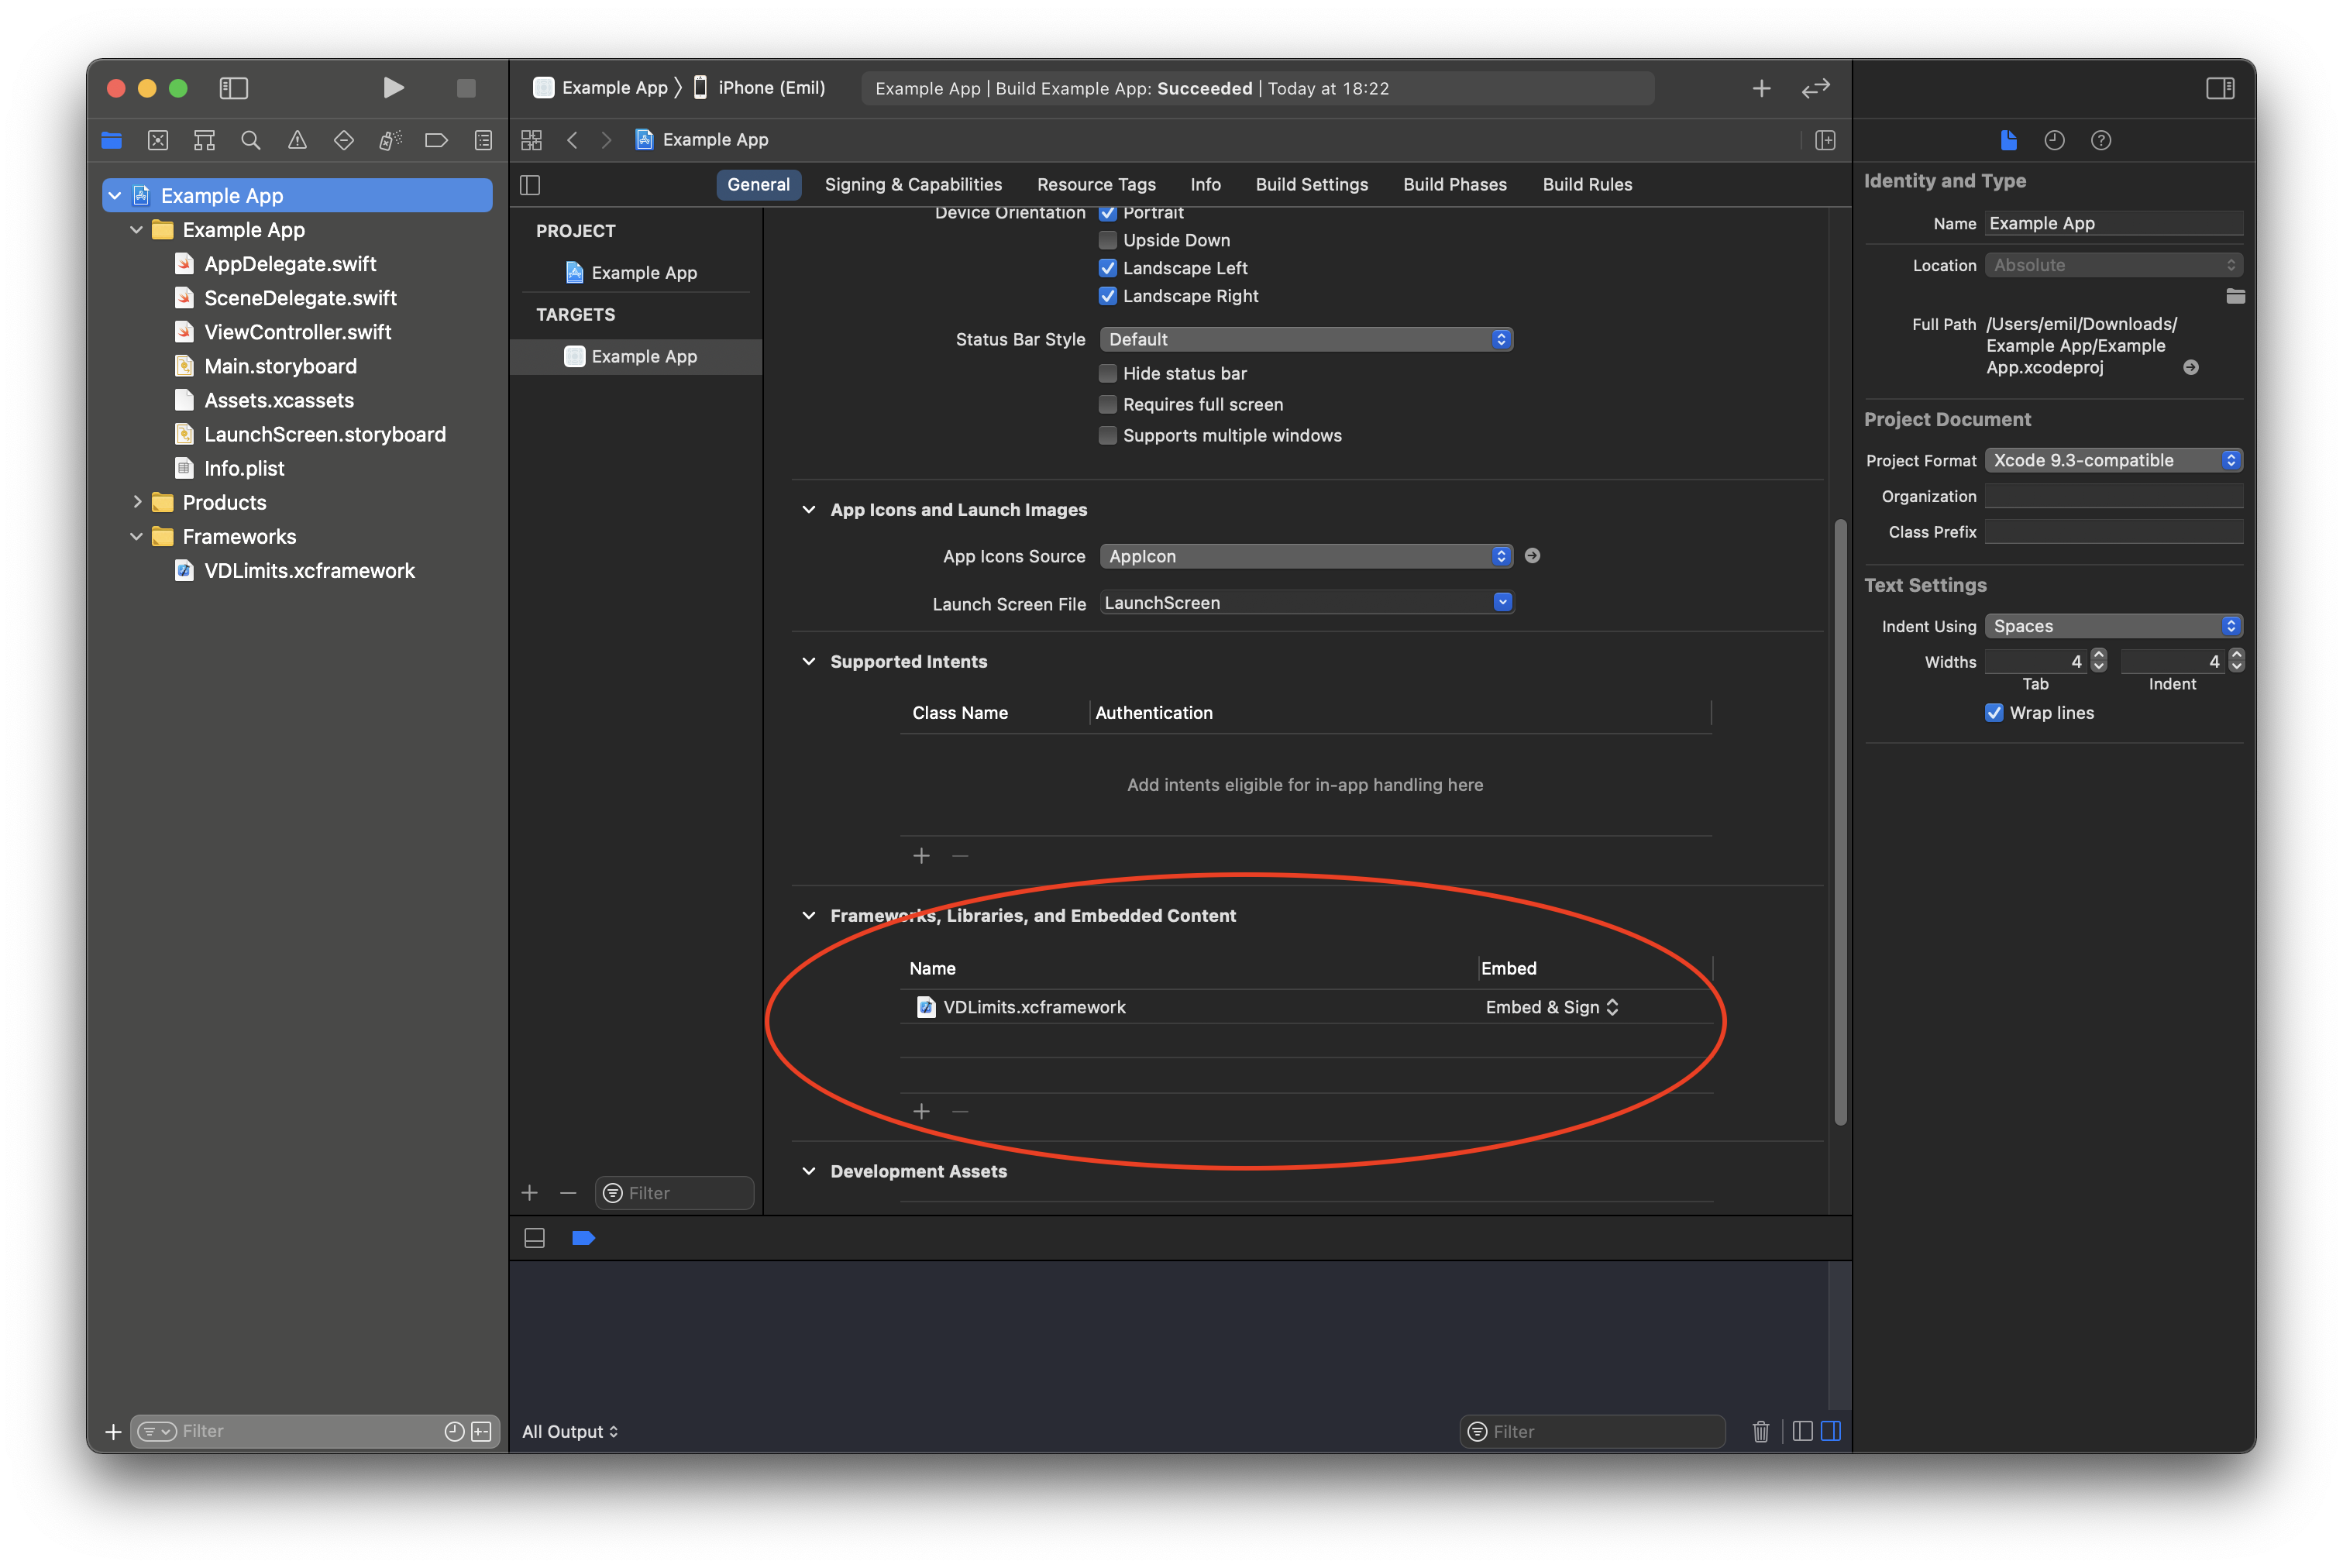 Example App
iPhone (Emil)
Example App | Build Example App: Succeeded | Today at 18:22
Example App
Example App
Example App
AppDelegate.swift
SceneDelegate.swift
ViewController.swift
Main.storyboard
Assets.xcassets
LaunchScreen.storyboard
Info.plist
Products
Frameworks
VDLimits.xcframework
Filter
General
Signing & Capabilities
Resource Tags
Info
Build Settings
Build Phases
Build Rules
PROJECT
Example App
TARGETS
Example App
Filter
Device Orientation
Portrait
Upside Down
Landscape Left
Landscape Right
Status Bar Style
Default
Hide status bar
Requires full screen
Supports multiple windows
App Icons and Launch Images
App Icons Source
AppIcon
Launch Screen File
LaunchScreen
Supported Intents
Class Name
Authentication
Add intents eligible for in-app handling here
Frameworks, Libraries, and Embedded Content
Name
Embed
VDLimits.xcframework
Embed & Sign
Development Assets
All Output
Filter
Identity and Type
Name
Example App
Location
Absolute
Full Path
/Users/emil/Downloads/
Example App/Example
App.xcodeproj
Project Document
Project Format
Xcode 9.3-compatible
Organization
Class Prefix
Text Settings
Indent Using
Spaces
Widths
4
4
Tab
Indent
Wrap lines